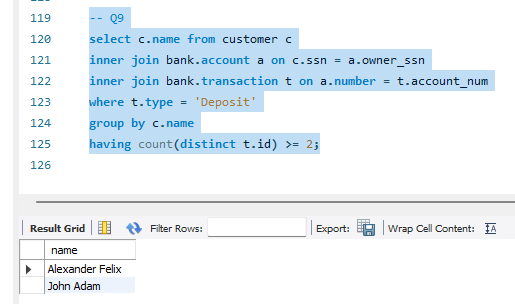 119 -- Q9
120 select c.name from customer c
121 inner join bank.account a on c.ssn = a.owner_ssn
122 inner join bank.transaction t on a.number = t.account_num
123 where t.type = 'Deposit'
124 group by c.name
125 having count(distinct t.id) >= 2;
126
Result Grid Filter Rows: Export: Wrap Cell Content:
name
Alexander Felix
John Adam